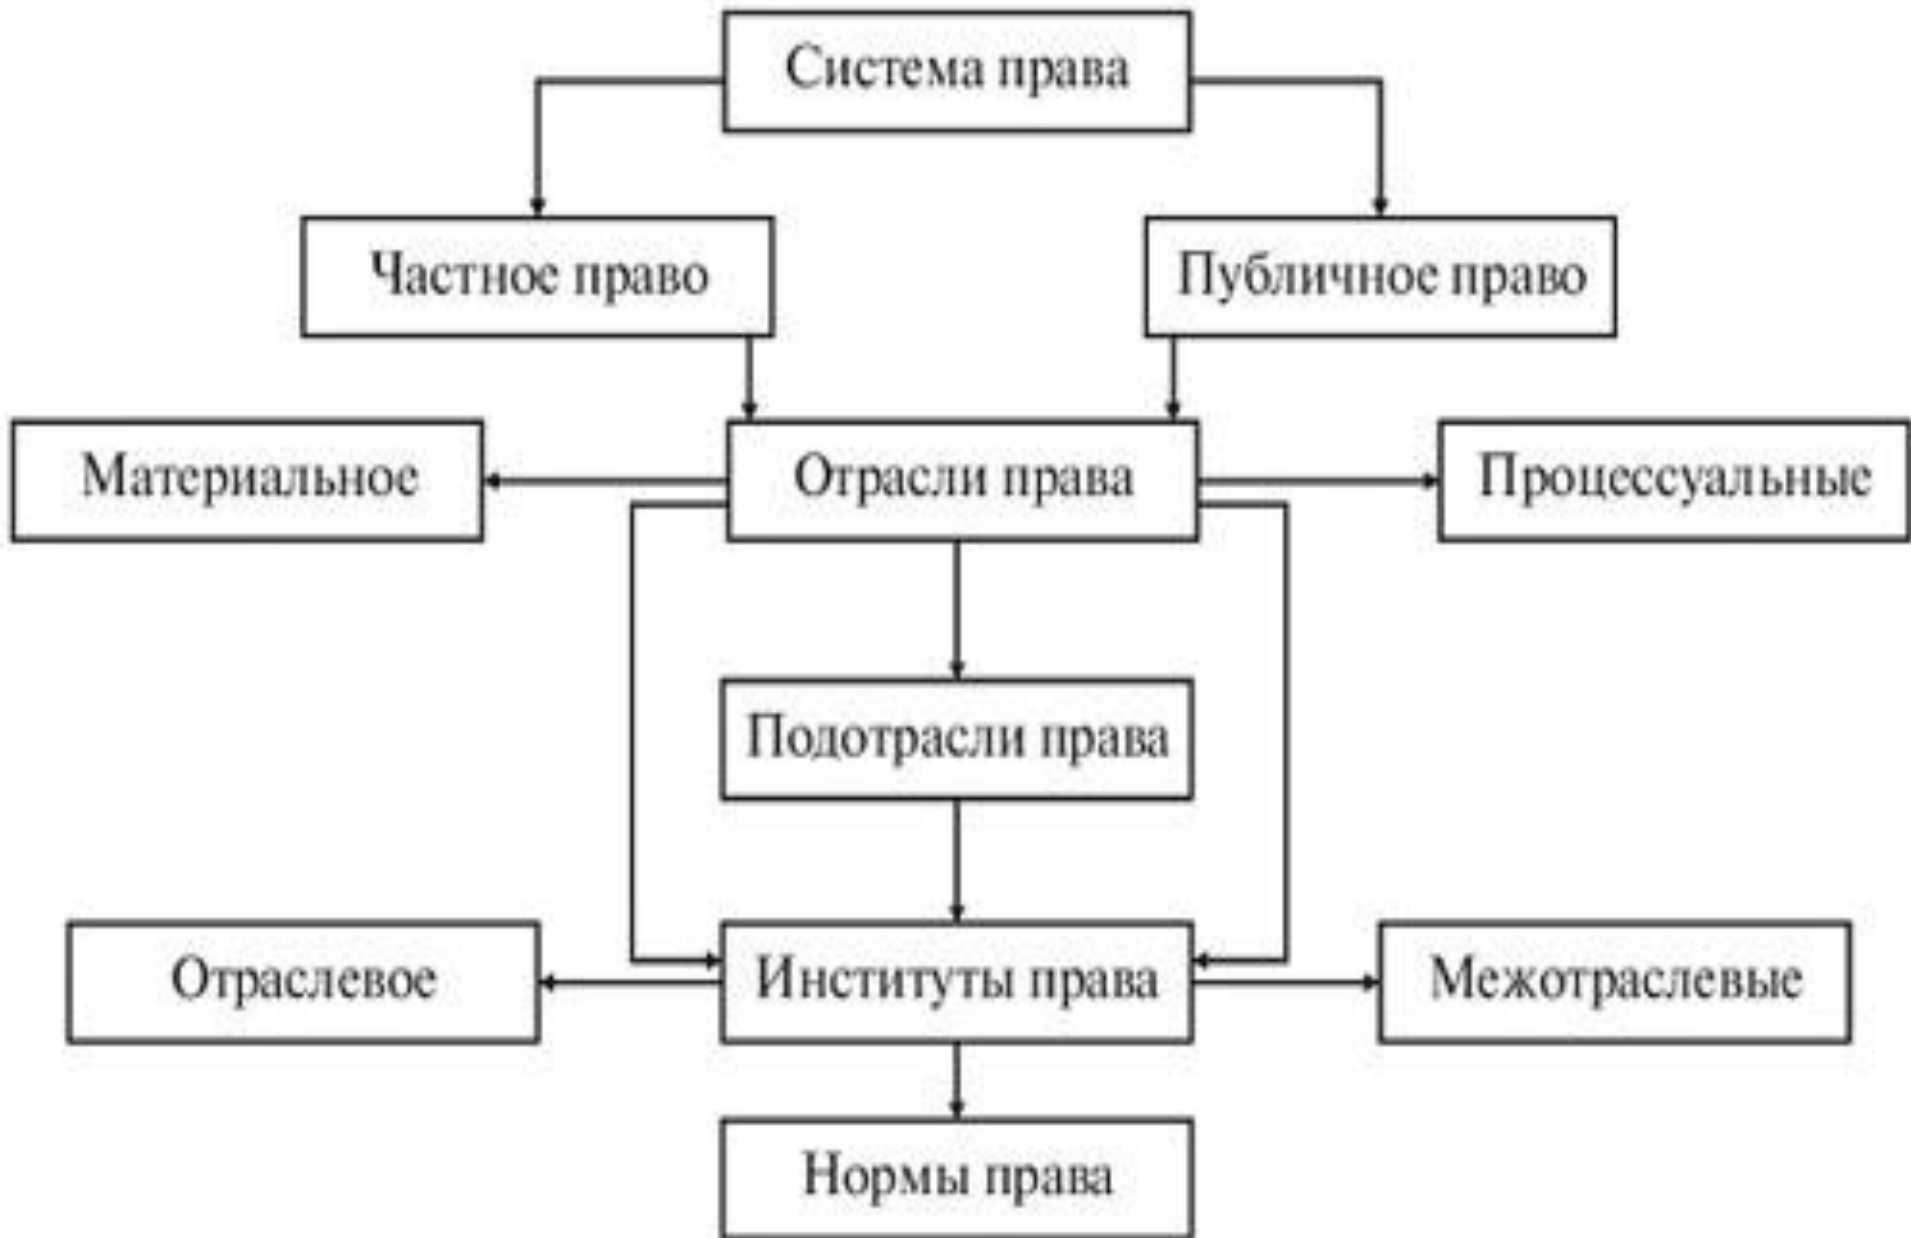 Система права
Частное право
Публичное право
Материальное
Отрасли права
Процессуальные
Подотрасли права
Отраслевое
Институты права
Межотраслевые
Нормы права